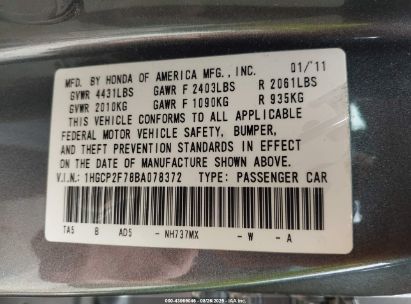 MFD. BY HONDA OF AMERICA MFG., INC. 01/'11
GVWR 4431LBS GAWR F 2403LBS R 2061LBS
GVWR 2010KG GAWR F 1090KG R 935KG
THIS VEHICLE CONFORMS TO ALL APPLICABLE
FEDERAL MOTOR VEHICLE SAFETY, BUMPER,
AND THEFT PREVENTION STANDARDS IN EFFECT
ON THE DATE OF MANUFACTURE SHOWN ABOVE.
V.I.N.: 1HGCP2F78BA078372 TYPE: PASSENGER CAR
TA5 B AD5 - NH737MX - W - A